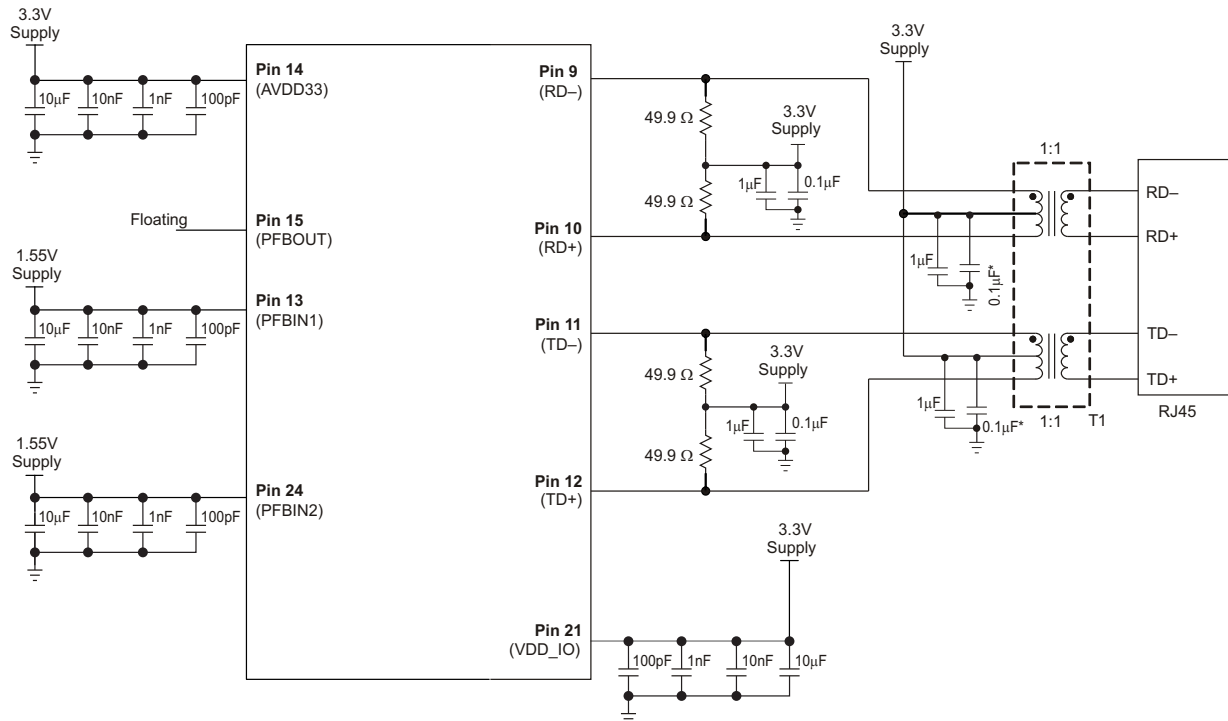 3.3V
Supply
10μF
10nF
1nF
100pF
Pin 14
(AVDD33)
Floating
Pin 15
(PFBOUT)
1.55V
Supply
10μF
10nF
1nF
100pF
Pin 13
(PFBIN1)
1.55V
Supply
10μF
10nF
1nF
100pF
Pin 24
(PFBIN2)
Pin 9
(RD–)
49.9 Ω
3.3V
Supply
1μF
0.1μF
49.9 Ω
Pin 10
(RD+)
Pin 11
(TD–)
49.9 Ω
3.3V
Supply
1μF
0.1μF
49.9 Ω
Pin 12
(TD+)
3.3V
Supply
Pin 21
(VDD_IO)
100pF
1nF
10nF
10μF
3.3V
Supply
1μF
0.1μF*
1μF
0.1μF*
1:1
1:1
T1
RD–
RD+
TD–
TD+
RJ45